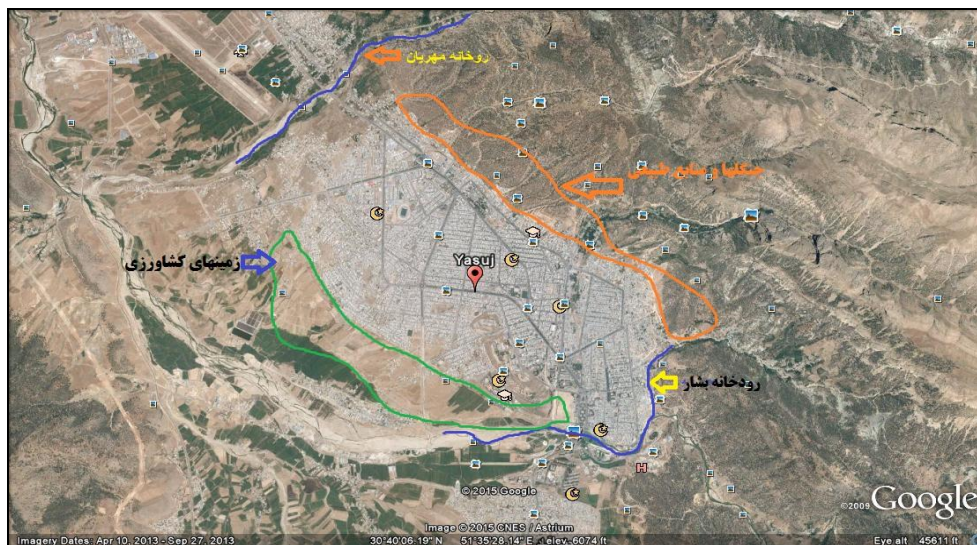 روخانه مهریان
جنگلها و منابع طبیعی
زمینهای کشاورزی
Yasuj
رودخانه بشار
H
© 2015 Google
©2009 Google
Image © 2015 CNES / Astrium
Imagery Dates: Apr 10, 2013 - Sep 27, 2013
30°40'06.19" N 51°35'28.14" E elev 6074 ft
Eye alt 45611 ft